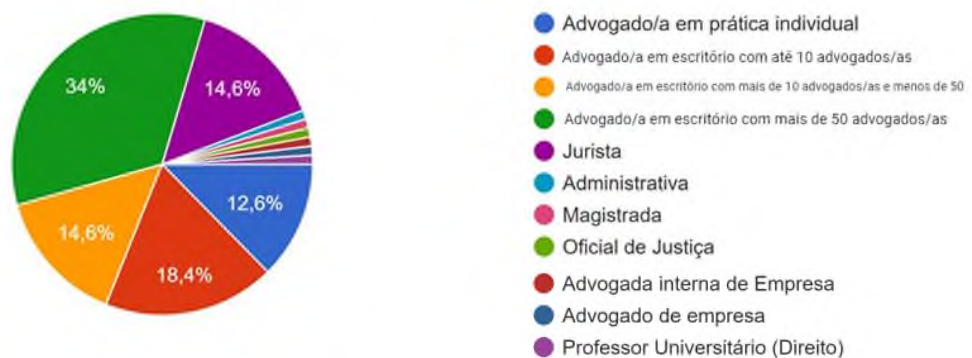 34%
14,6%
12,6%
14,6%
18,4%
Advogado/a em prática individual
Advogado/a em escritório com até 10 advogados/as
Advogado/a em escritório com mais de 10 advogados/as e menos de 50
Advogado/a em escritório com mais de 50 advogados/as
Jurista
Administrativa
Magistrada
Oficial de Justiça
Advogada interna de Empresa
Advogado de empresa
Professor Universitário (Direito)